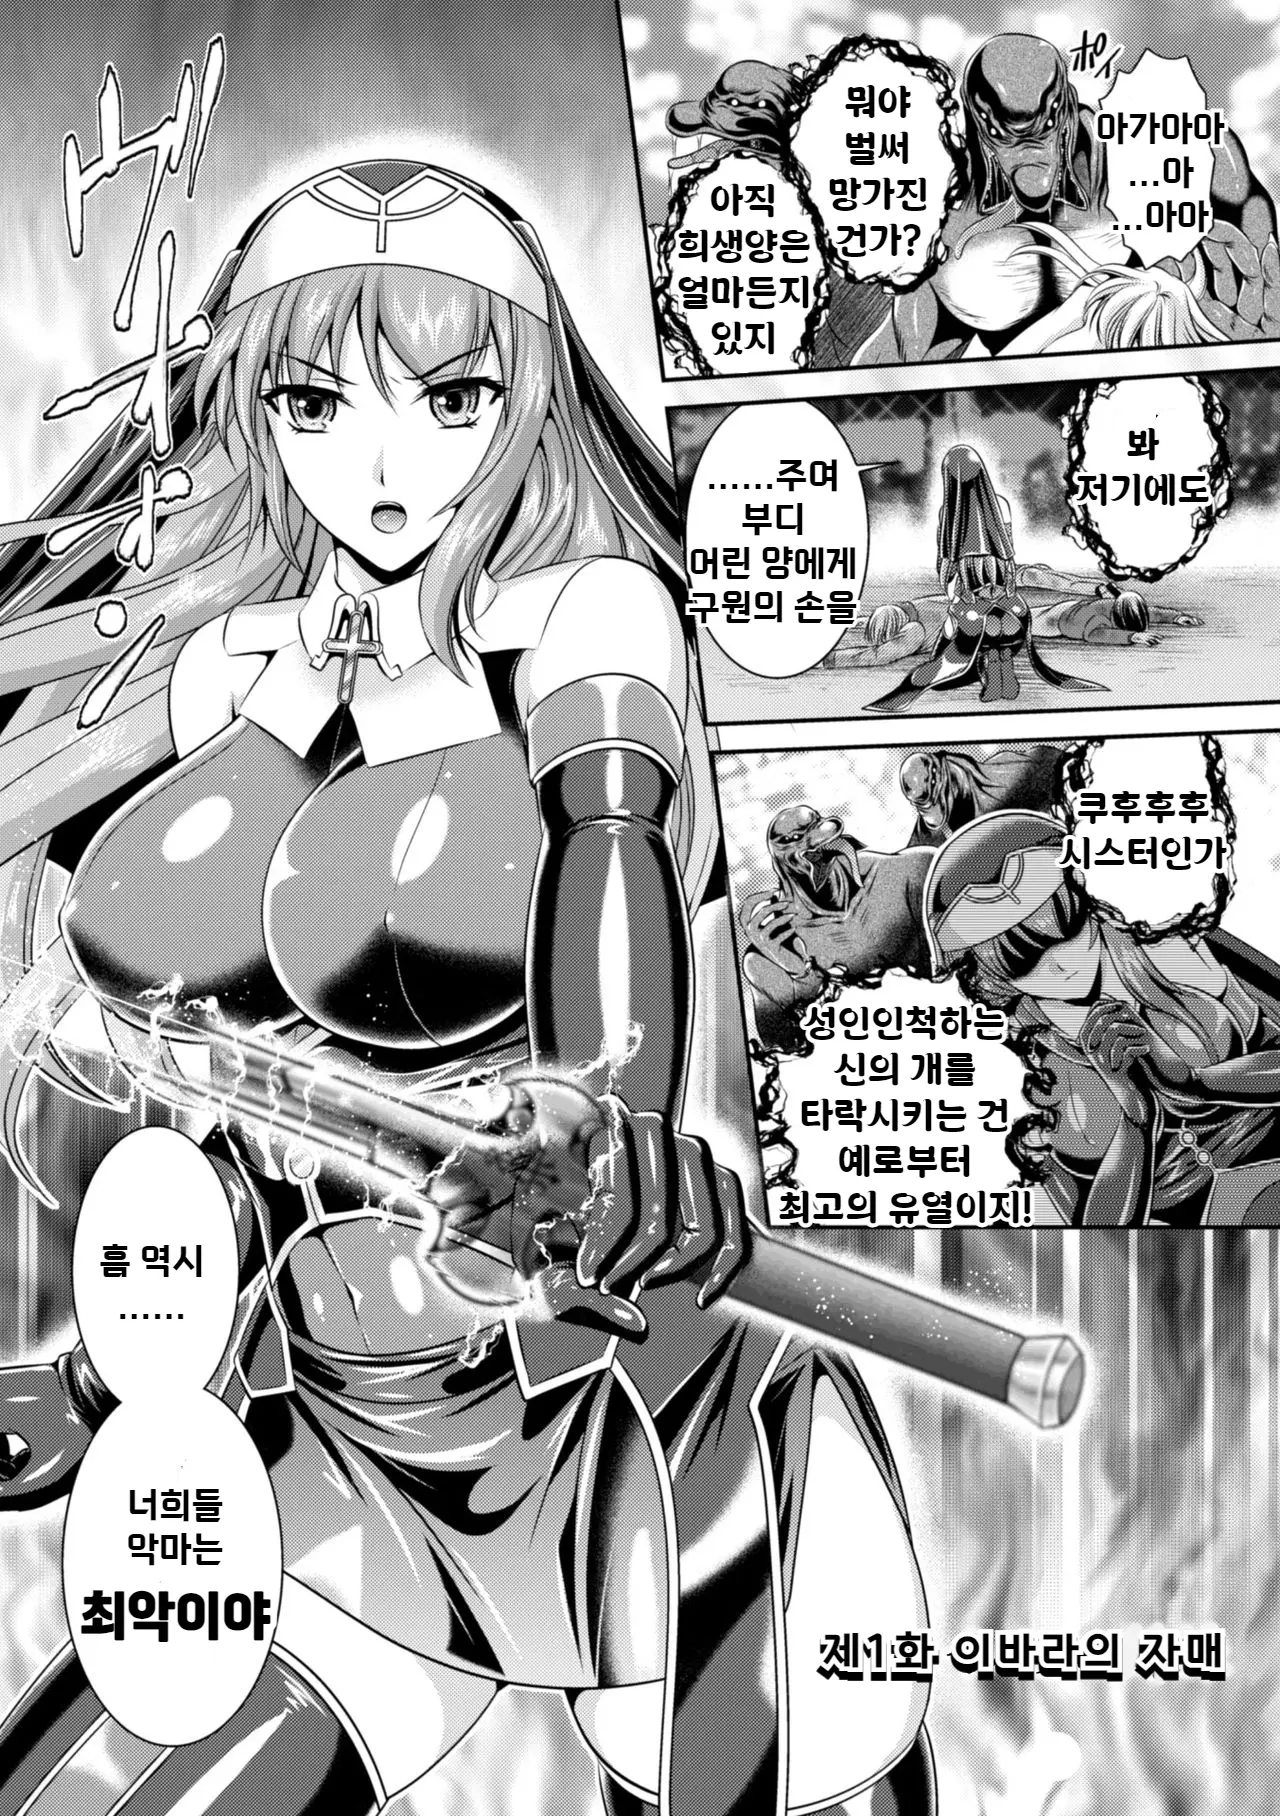 ポイ
아가아아
아...
아아...
뭐야
벌써
망가진
건가?
아직
희생양은
얼마든지
있지
봐
저기에도
......주여
부디
어린 양에게
구원의 손을
쿠후후후
시스터인가
성인인척하는
신의 개를
타락시키는 건
예로부터
최고의 유열이지!
흠 역시
......
너희들
악마는
최악이야
제1화 이바라의 자매